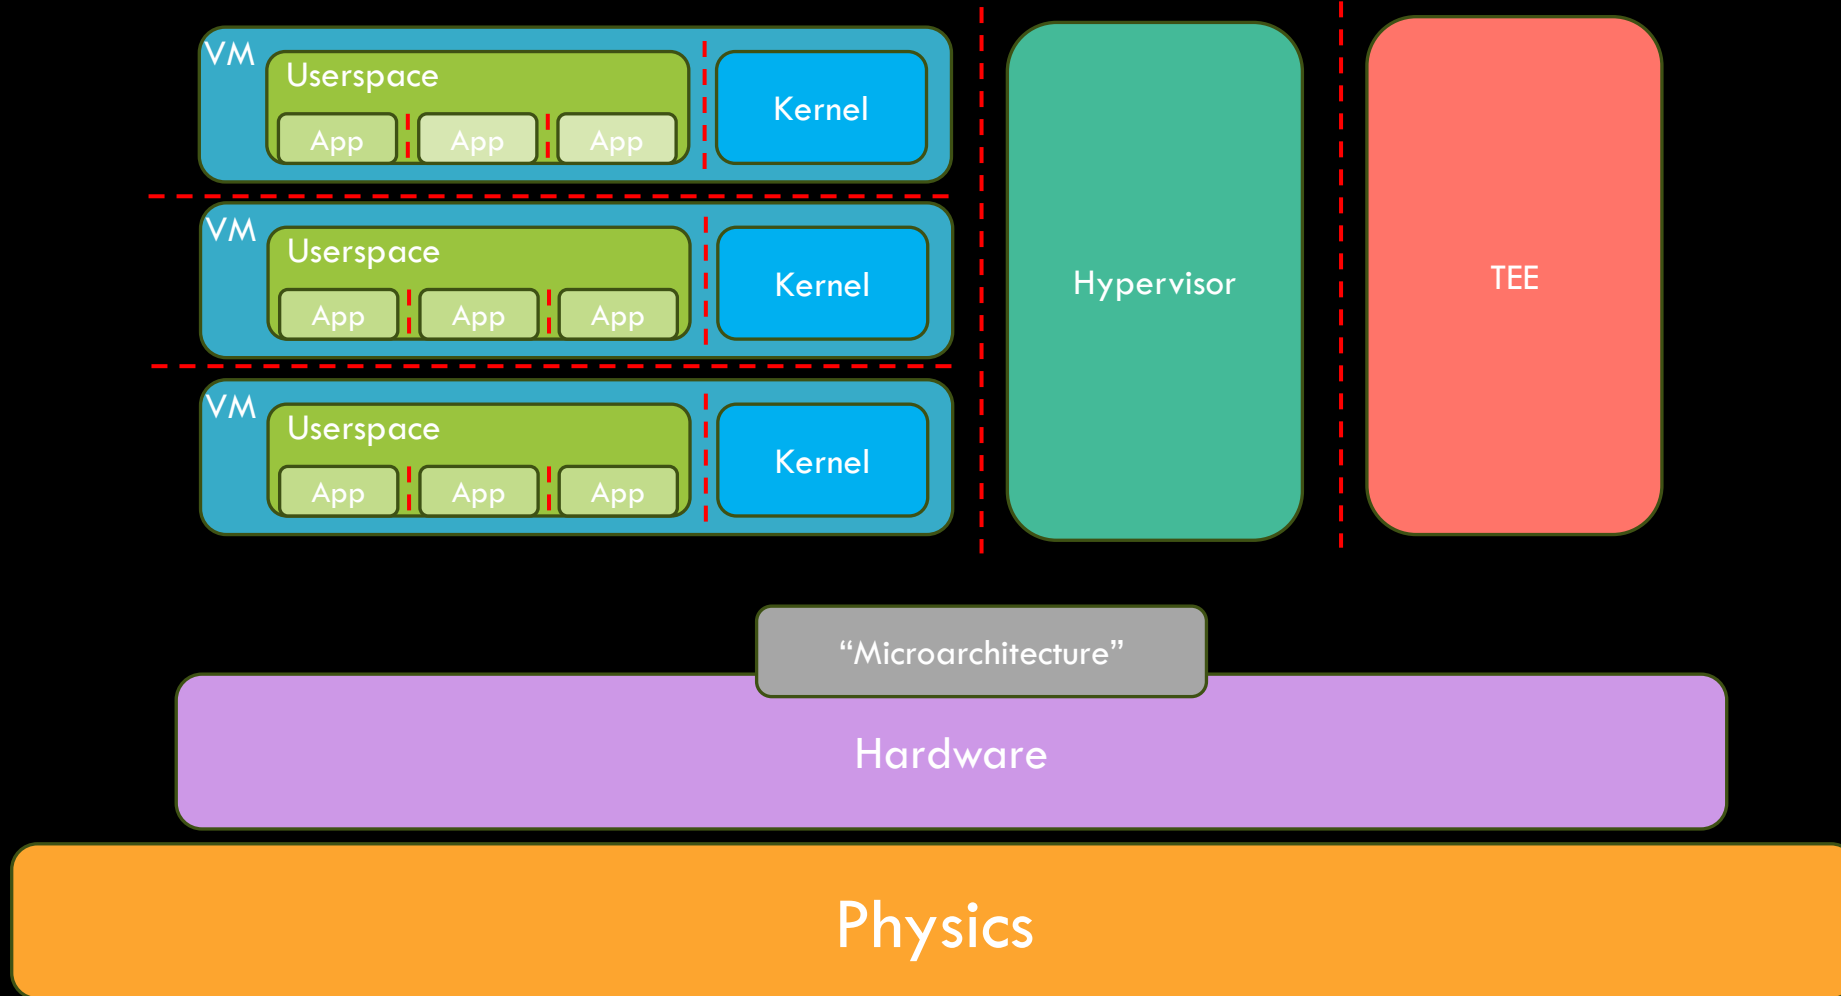 VM
Userspace
App
App
App
Kernel
VM
Userspace
App
App
App
Kernel
VM
Userspace
App
App
App
Kernel
Hypervisor
TEE
“Microarchitecture”
Hardware
Physics